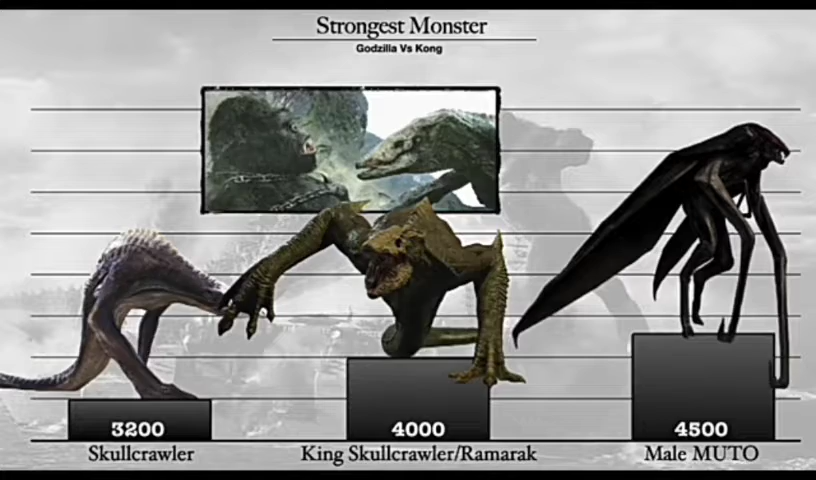 Strongest Monster
Godzilla Vs Kong
3200
4000
4500
Skullcrawler
King Skullcrawler/Ramarak
Male MUTO